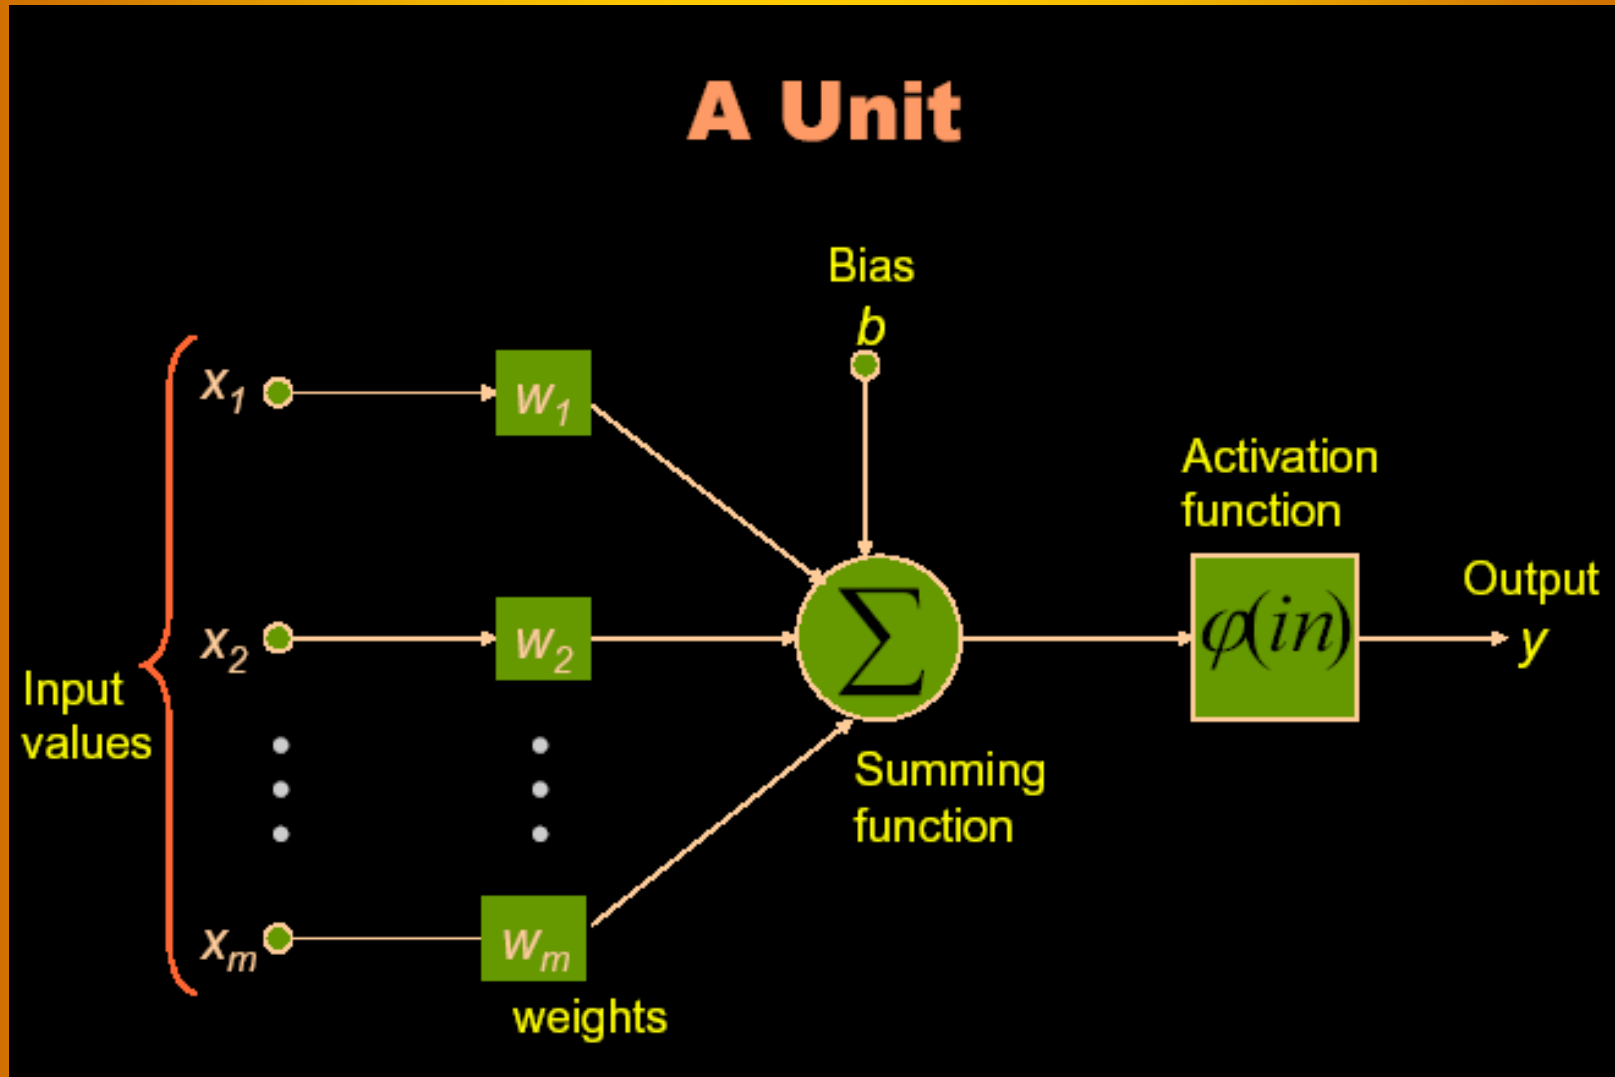 A Unit
Bias
b
x1
w1
Activation
function
Output
x2
w2
∑
φ(in)
y
Input
values
Summing
function
xm
wm
weights